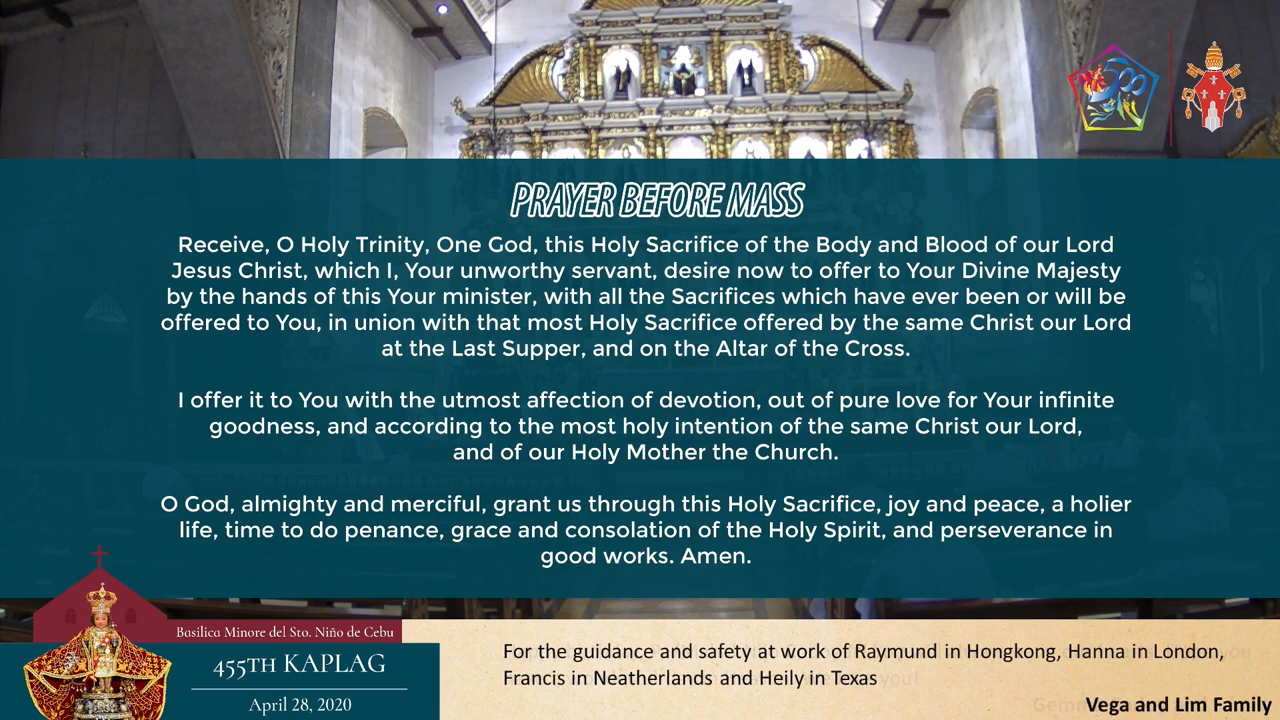 500
PRAYER BEFORE MASS
Receive, O Holy Trinity, One God, this Holy Sacrifice of the Body and Blood of our Lord
Jesus Christ, which I, Your unworthy servant, desire now to offer to Your Divine Majesty
by the hands of this Your minister, with all the Sacrifices which have ever been or will be
offered to You, in union with that most Holy Sacrifice offered by the same Christ our Lord
at the Last Supper, and on the Altar of the Cross.
I offer it to You with the utmost affection of devotion, out of pure love for Your infinite
goodness, and according to the most holy intention of the same Christ our Lord,
and of our Holy Mother the Church.
O God, almighty and merciful, grant us through this Holy Sacrifice, joy and peace, a holier
life, time to do penance, grace and consolation of the Holy Spirit, and perseverance in
good works. Amen.
Basilica Minore del Sto. Niño de Cebu
455TH KAPLAG
April 28, 2020
For the guidance and safety at work of Raymund in Hongkong, Hanna in London,
Francis in Neatherlands and Heily in Texas
Vega and Lim Family